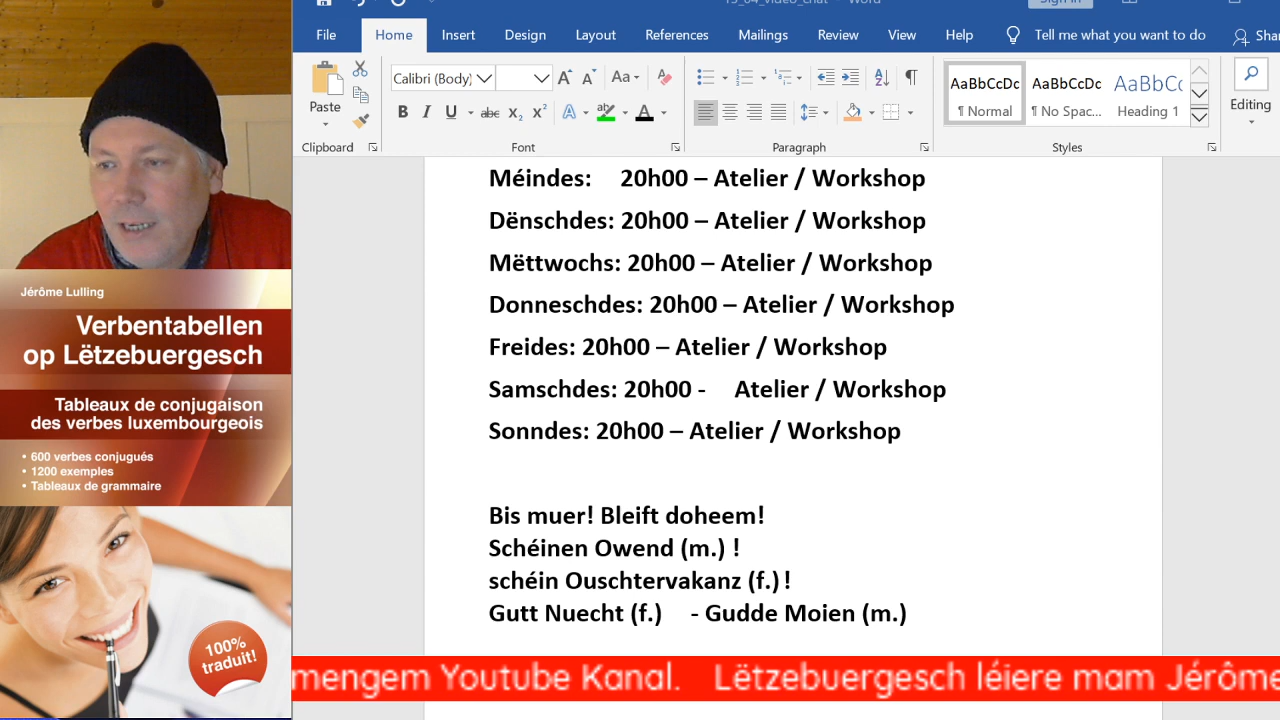 15_04_video_chat - Word
Sign in
File Home Insert Design Layout References Mailings Review View Help Tell me what you want to do Shar
Paste
Clipboard
Calibri (Body)
Font
Paragraph
AaBbCcDc AaBbCcDc AaBbCc
¶ Normal ¶ No Spac... Heading 1
Styles
Editing
Méindes: 20h00 – Atelier / Workshop
Dënschdes: 20h00 – Atelier / Workshop
Mëttwochs: 20h00 – Atelier / Workshop
Donneschdes: 20h00 – Atelier / Workshop
Freides: 20h00 – Atelier / Workshop
Samschdes: 20h00 - Atelier / Workshop
Sonndes: 20h00 – Atelier / Workshop
Bis muer! Bleift doheem!
Schéinen Owend (m.) !
schéin Ouschtervakanz (f.) !
Gutt Nuecht (f.) - Gudde Moien (m.)
mengem Youtube Kanal. Lëtzebuergesch léiere mam Jérôme
Jérôme Lulling
Verbentabellen
op Lëtzebuergesch
Tableaux de conjugaison
des verbes luxembourgeois
• 600 verbes conjugués
• 1200 exemples
• Tableaux de grammaire
100%
traduit!